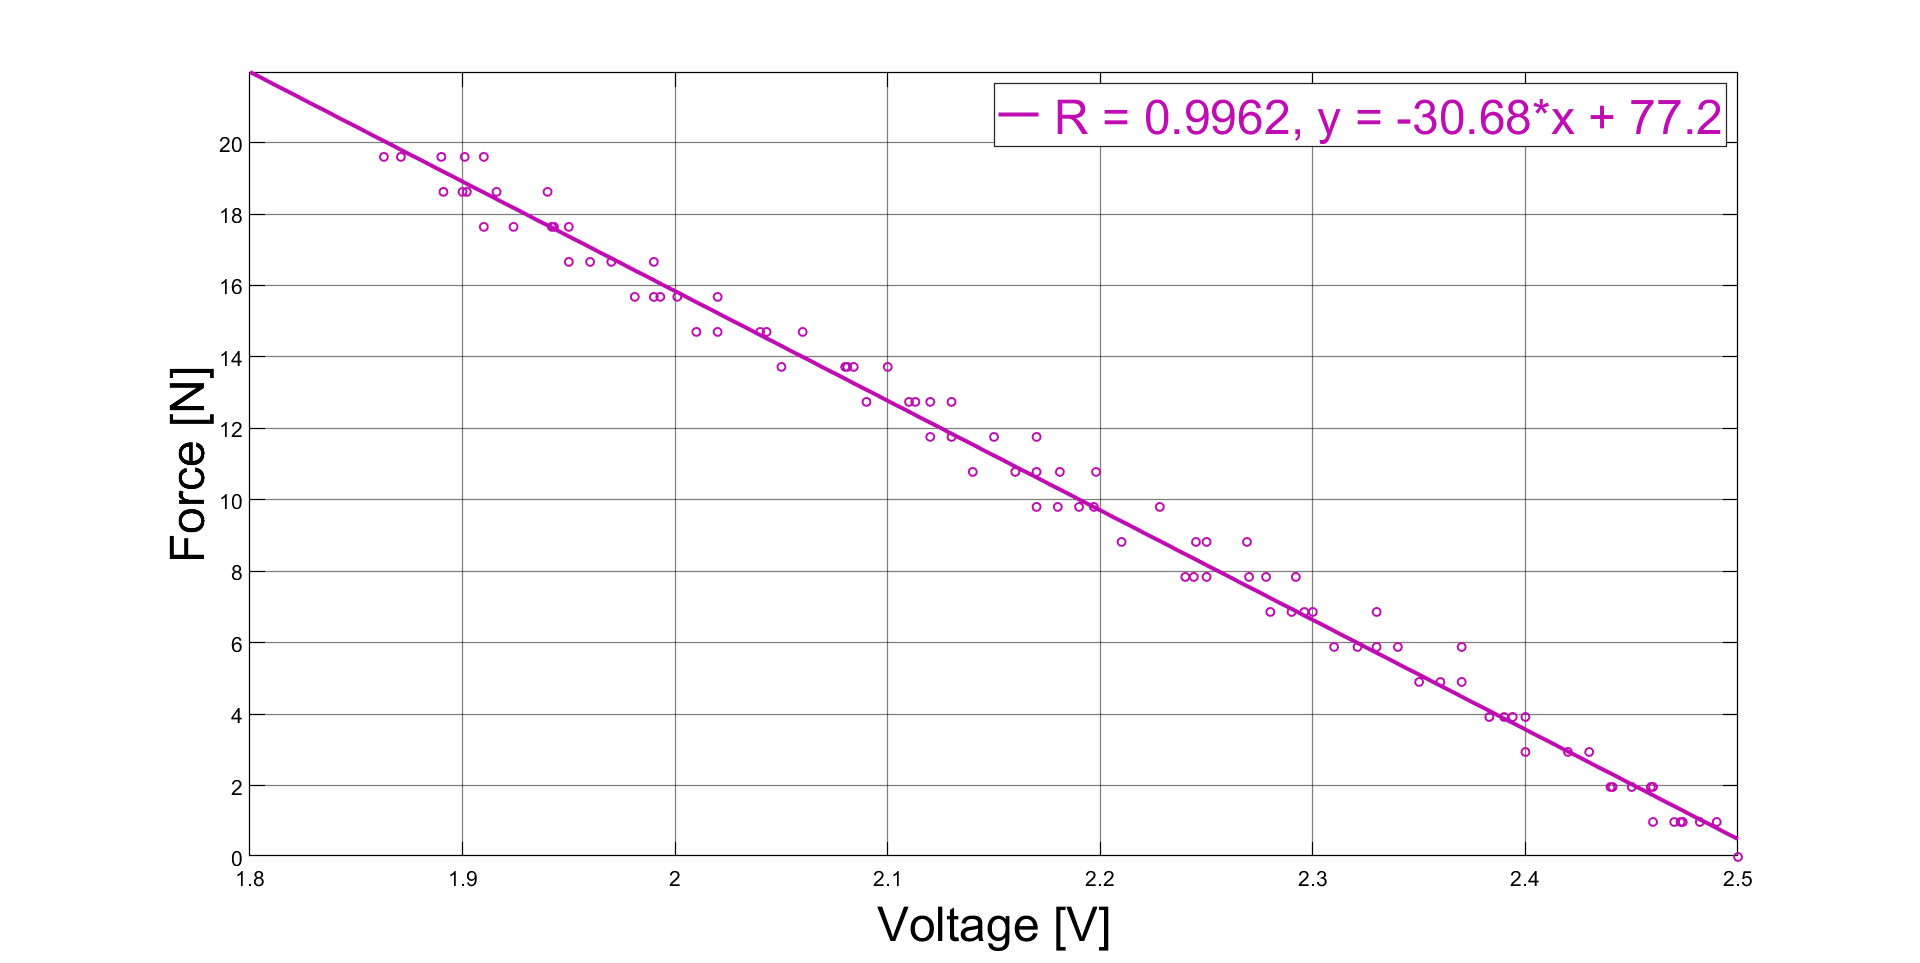 R = 0.9962, y = -30.68*x + 77.2
20
18
16
14
12
10
8
6
4
2
0
Force [N]
1.8 1.9 2 2.1 2.2 2.3 2.4 2.5
Voltage [V]